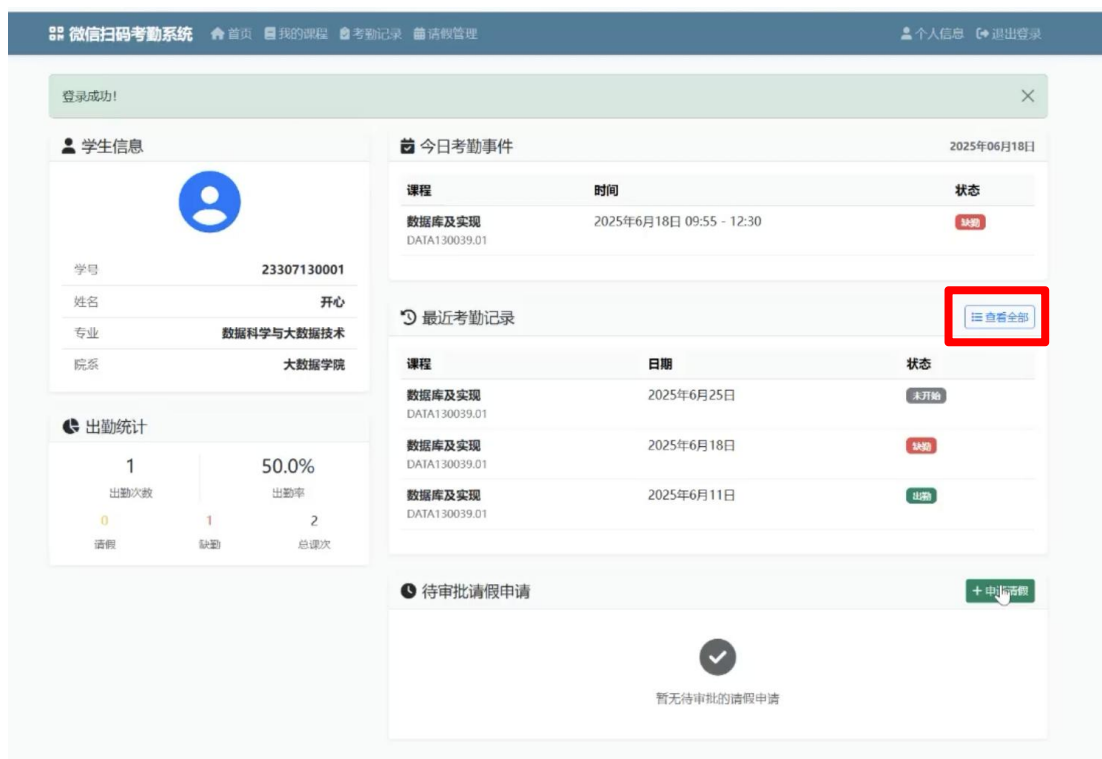 微信扫码考勤系统 首页 我的课程 考勤记录 请假管理 个人信息 退出登录
登录成功!
学生信息
学号 23307130001
姓名 开心
专业 数据科学与大数据技术
院系 大数据学院
出勤统计
1 50.0%
出勤次数 出勤率
0 1 2
请假 缺勤 总课次
今日考勤事件 2025年06月18日
课程 时间 状态
数据库及实现 2025年6月18日 09:55 - 12:30 缺勤
DATA130039.01
最近考勤记录 查看全部
课程 日期 状态
数据库及实现 2025年6月25日 未开始
DATA130039.01
数据库及实现 2025年6月18日 缺勤
DATA130039.01
数据库及实现 2025年6月11日 出勤
DATA130039.01
待审批请假申请 + 申请请假
暂无待审批的请假申请